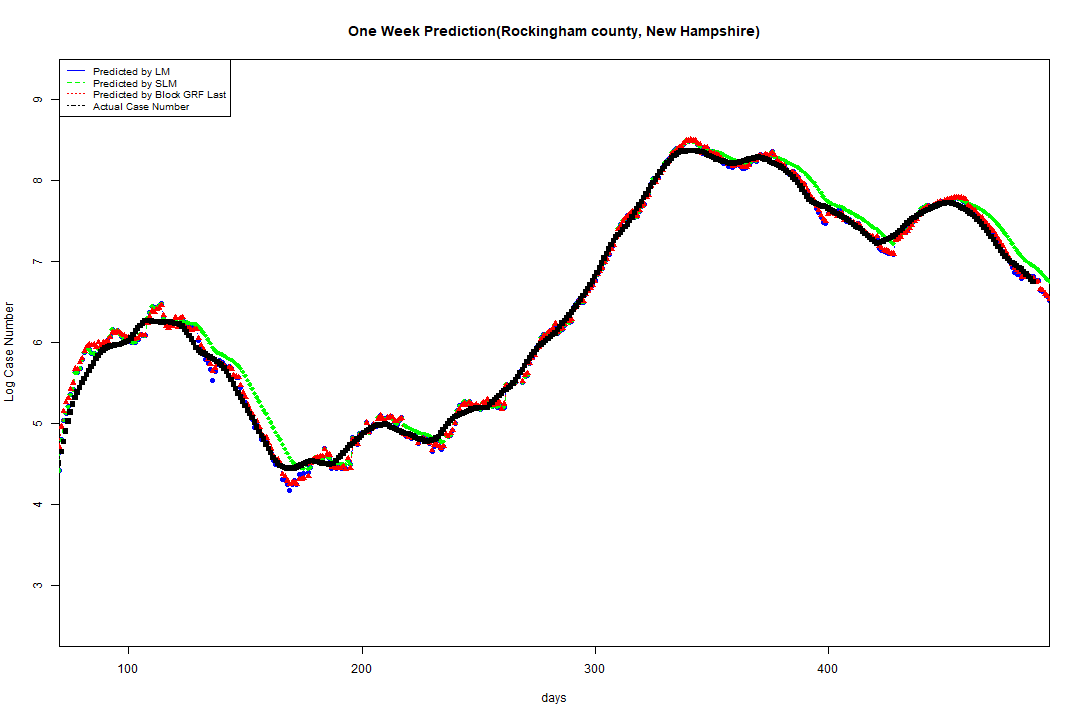 One Week Prediction(Rockingham county, New Hampshire)
Predicted by LM
Predicted by SLM
Predicted by Block GRF Last
Actual Case Number
9
8
7
6
5
4
3
Log Case Number
100 200 300 400
days